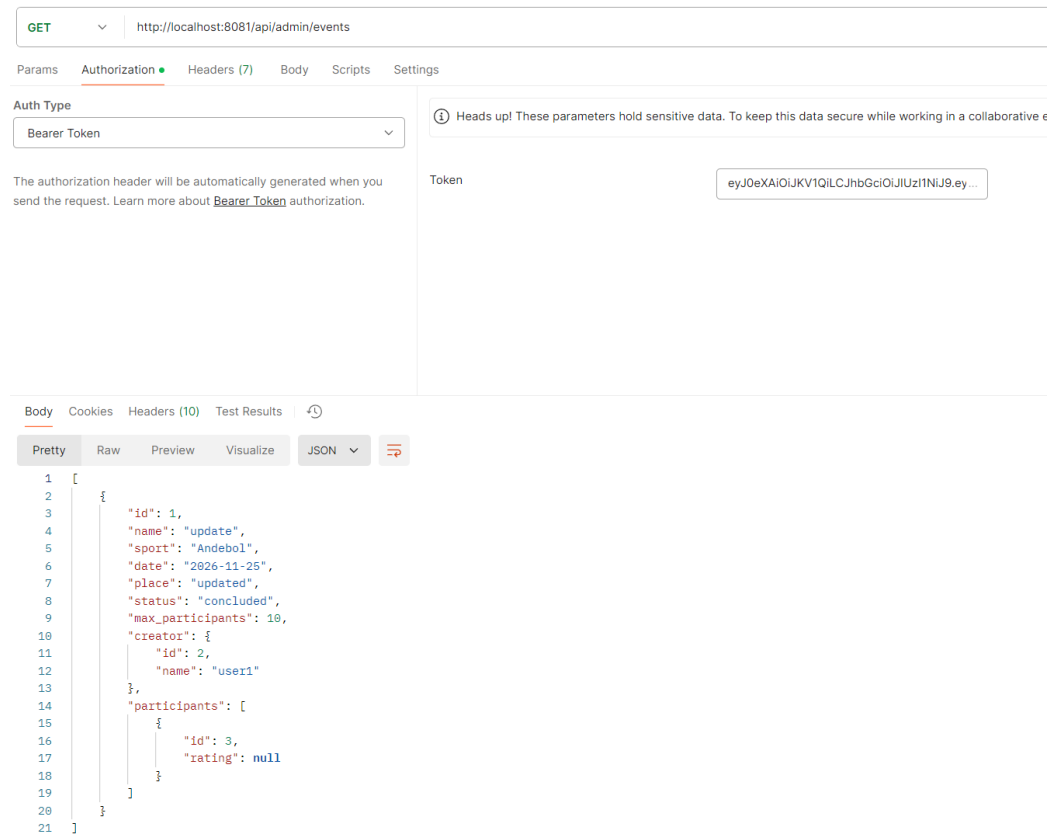 GET http://localhost:8081/api/admin/events
Params Authorization Headers (7) Body Scripts Settings
Auth Type
Bearer Token
Heads up! These parameters hold sensitive data. To keep this data secure while working in a collaborative e
The authorization header will be automatically generated when you
send the request. Learn more about Bearer Token authorization.
Token
eyJ0eXAiOiJKV1QiLCJhbGciOiJIUzI1NiJ9.ey...
Body Cookies Headers (10) Test Results
Pretty Raw Preview Visualize JSON
1 [
2 {
3 "id": 1,
4 "name": "update",
5 "sport": "Andebol",
6 "date": "2026-11-25",
7 "place": "updated",
8 "status": "concluded",
9 "max_participants": 10,
10 "creator": {
11 "id": 2,
12 "name": "user1"
13 },
14 "participants": [
15 {
16 "id": 3,
17 "rating": null
18 }
19 ]
20 }
21 ]